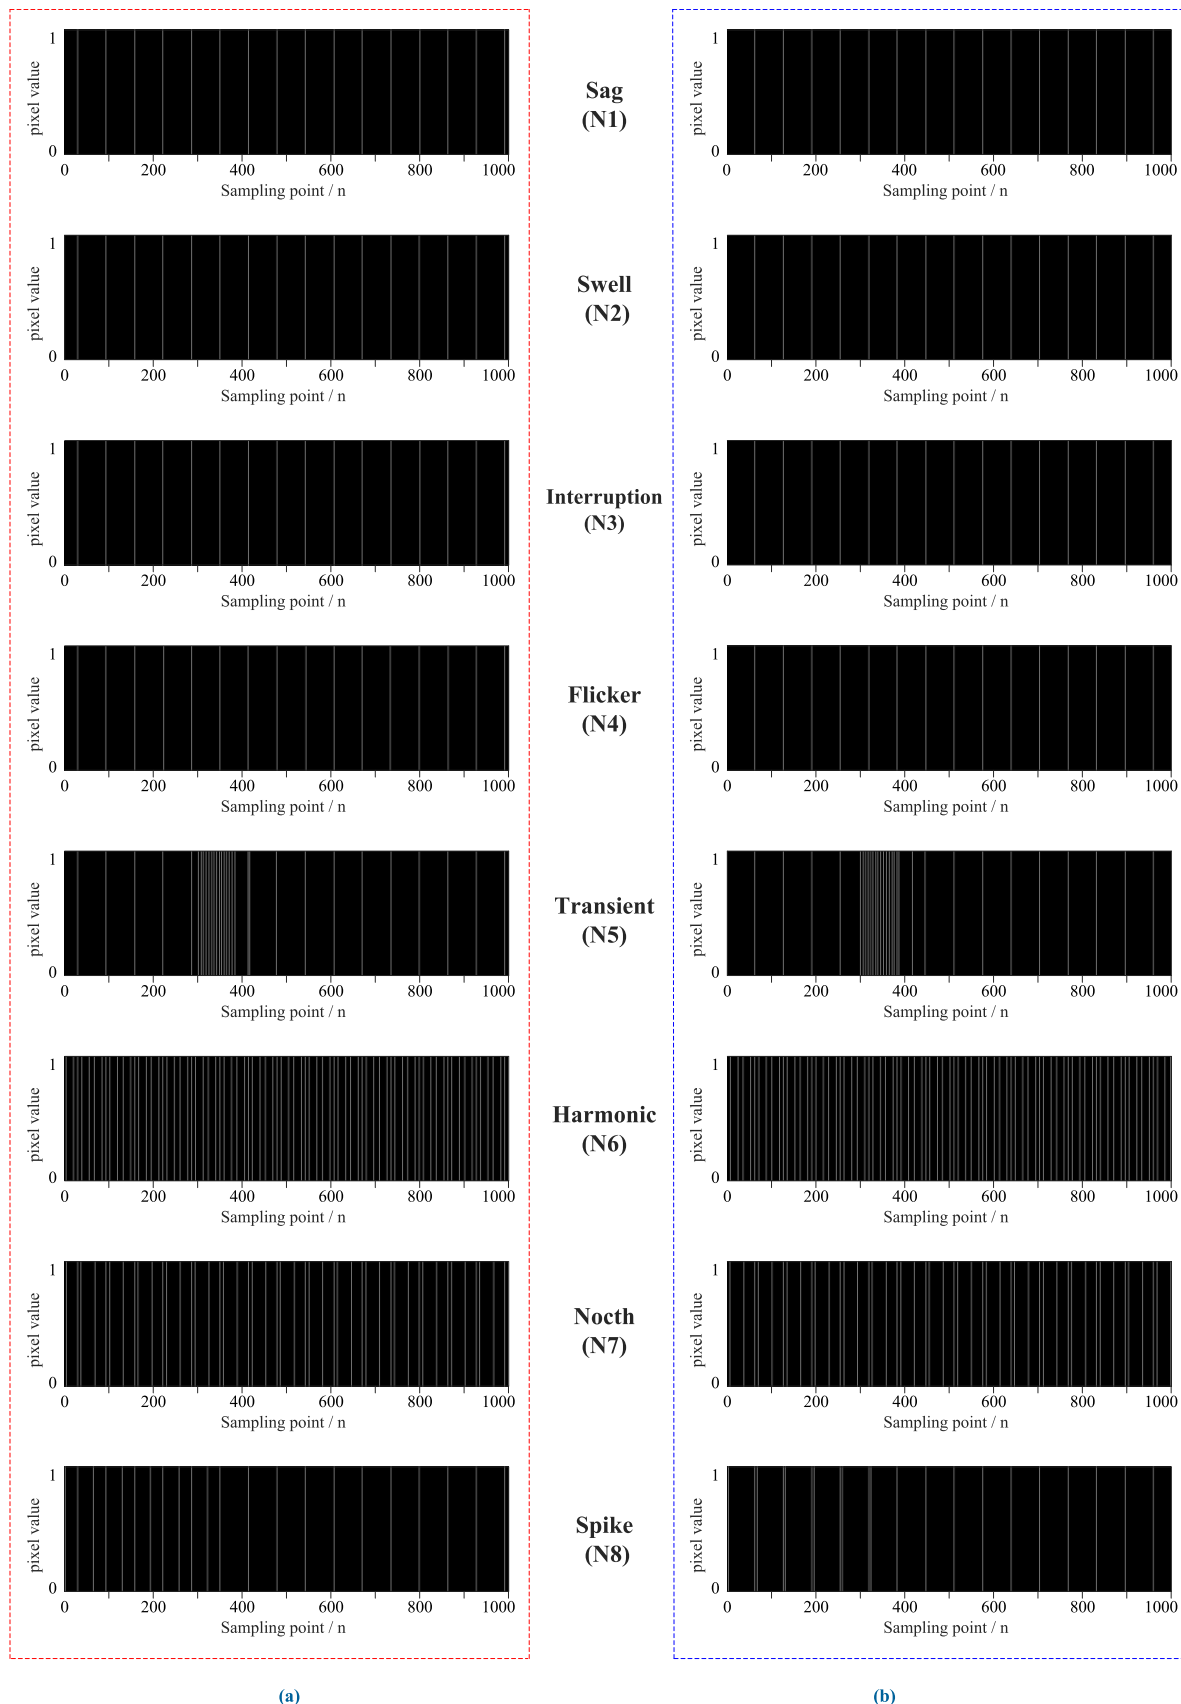 1
pixel value
0
0 200 400 600 800 1000
Sampling point / n
Sag
(N1)
1
pixel value
0
0 200 400 600 800 1000
Sampling point / n
1
pixel value
0
0 200 400 600 800 1000
Sampling point / n
Swell
(N2)
1
pixel value
0
0 200 400 600 800 1000
Sampling point / n
1
pixel value
0
0 200 400 600 800 1000
Sampling point / n
Interruption
(N3)
1
pixel value
0
0 200 400 600 800 1000
Sampling point / n
1
pixel value
0
0 200 400 600 800 1000
Sampling point / n
Flicker
(N4)
1
pixel value
0
0 200 400 600 800 1000
Sampling point / n
1
pixel value
0
0 200 400 600 800 1000
Sampling point / n
Transient
(N5)
1
pixel value
0
0 200 400 600 800 1000
Sampling point / n
1
pixel value
0
0 200 400 600 800 1000
Sampling point / n
Harmonic
(N6)
1
pixel value
0
0 200 400 600 800 1000
Sampling point / n
1
pixel value
0
0 200 400 600 800 1000
Sampling point / n
Nocth
(N7)
1
pixel value
0
0 200 400 600 800 1000
Sampling point / n
1
pixel value
0
0 200 400 600 800 1000
Sampling point / n
Spike
(N8)
1
pixel value
0
0 200 400 600 800 1000
Sampling point / n
(a)
(b)